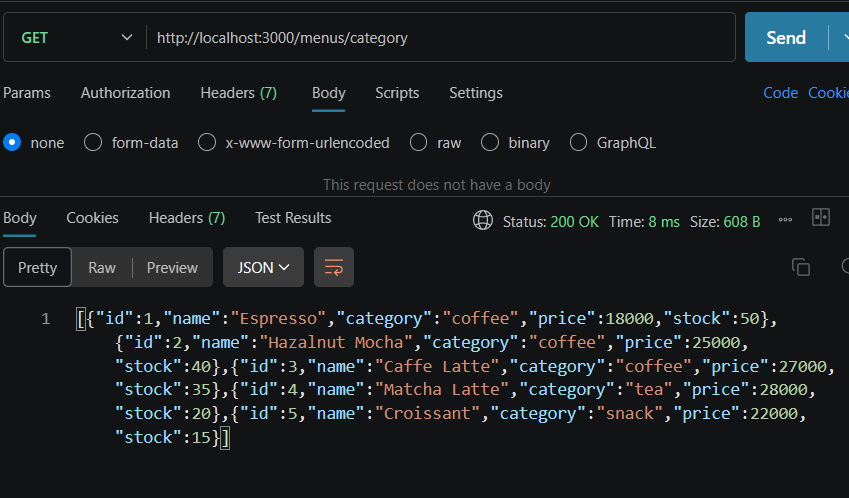 GET http://localhost:3000/menus/category Send
Params Authorization Headers (7) Body Scripts Settings Code Cookie
none form-data x-www-form-urlencoded raw binary GraphQL
This request does not have a body
Body Cookies Headers (7) Test Results Status: 200 OK Time: 8 ms Size: 608 B
Pretty Raw Preview JSON
1 [{"id":1,"name":"Espresso","category":"coffee","price":18000,"stock":50},
{"id":2,"name":"Hazalnut Mocha","category":"coffee","price":25000,
"stock":40},{"id":3,"name":"Caffe Latte","category":"coffee","price":27000,
"stock":35},{"id":4,"name":"Matcha Latte","category":"tea","price":28000,
"stock":20},{"id":5,"name":"Croissant","category":"snack","price":22000,
"stock":15}]